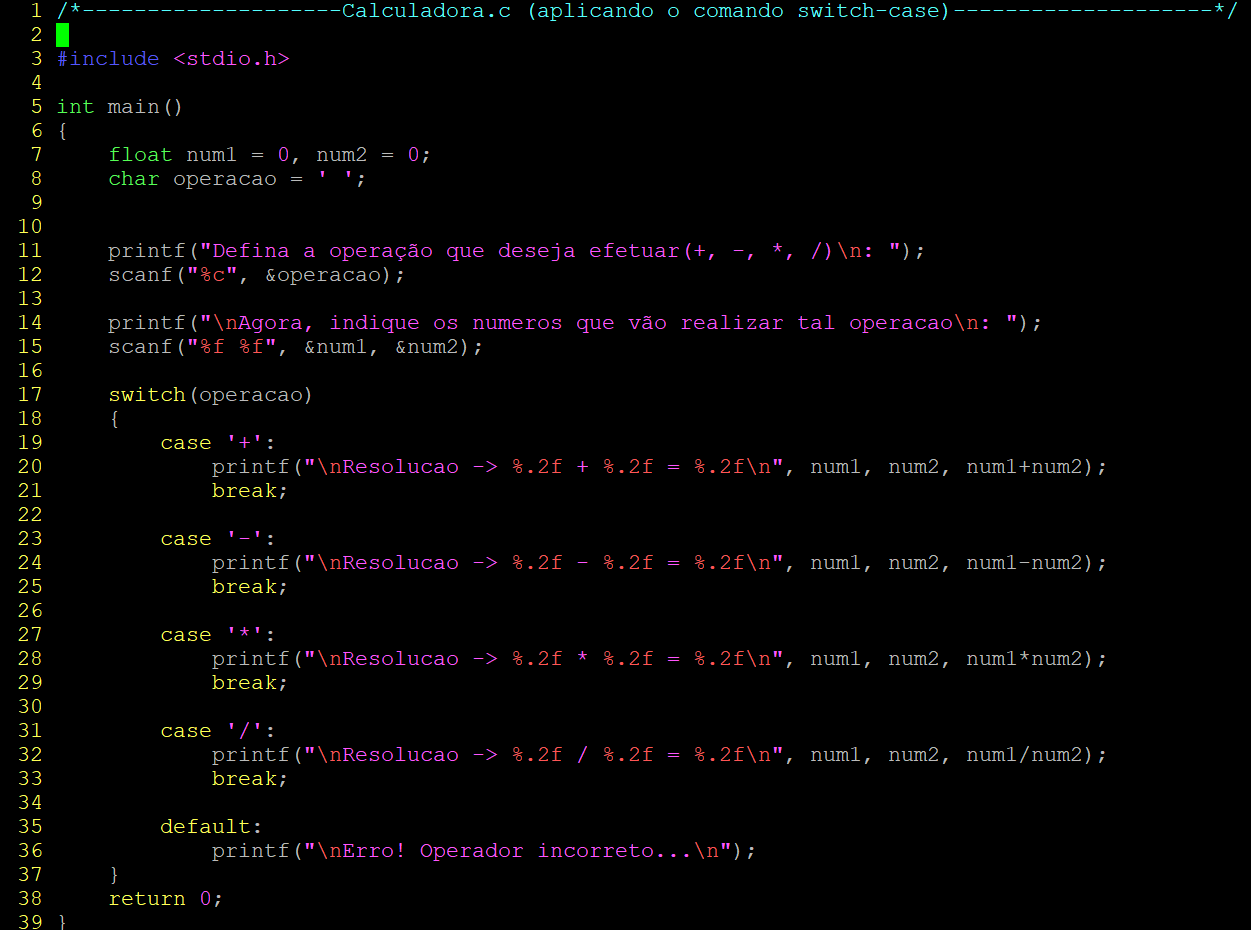 1 /*--------------------Calculadora.c (aplicando o comando switch-case)--------------------*/
2
3 #include <stdio.h>
4
5 int main()
6 {
7     float num1 = 0, num2 = 0;
8     char operacao = ' ';
9
10
11     printf("Defina a operação que deseja efetuar(+, -, *, /)\n: ");
12     scanf("%c", &operacao);
13
14     printf("\nAgora, indique os numeros que vão realizar tal operacao\n: ");
15     scanf("%f %f", &num1, &num2);
16
17     switch(operacao)
18     {
19         case '+':
20             printf("\nResolucao -> %.2f + %.2f = %.2f\n", num1, num2, num1+num2);
21             break;
22
23         case '-':
24             printf("\nResolucao -> %.2f - %.2f = %.2f\n", num1, num2, num1-num2);
25             break;
26
27         case '*':
28             printf("\nResolucao -> %.2f * %.2f = %.2f\n", num1, num2, num1*num2);
29             break;
30
31         case '/':
32             printf("\nResolucao -> %.2f / %.2f = %.2f\n", num1, num2, num1/num2);
33             break;
34
35         default:
36             printf("\nErro! Operador incorreto...\n");
37     }
38     return 0;
39 }